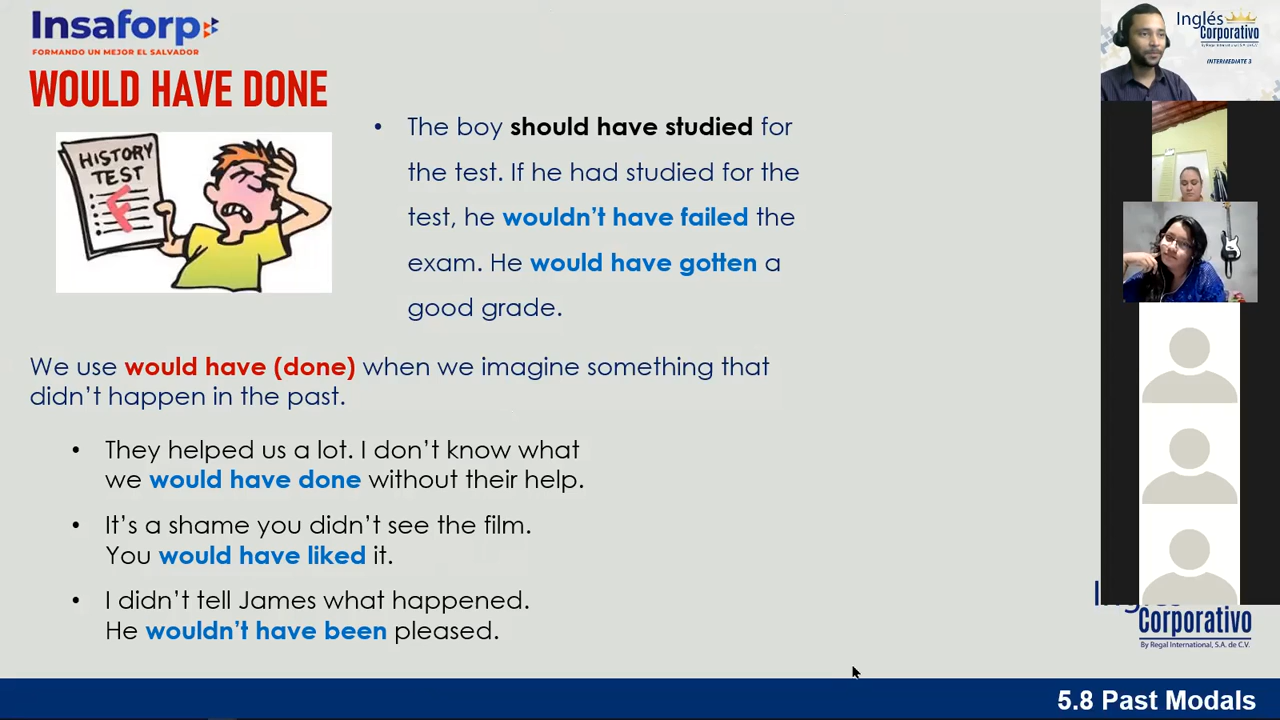 Insaforp
FORMANDO UN MEJOR EL SALVADOR
WOULD HAVE DONE
HISTORY
TEST
F
• The boy should have studied for
the test. If he had studied for the
test, he wouldn't have failed the
exam. He would have gotten a
good grade.
We use would have (done) when we imagine something that
didn't happen in the past.
• They helped us a lot. I don't know what
we would have done without their help.
• It's a shame you didn't see the film.
You would have liked it.
• I didn't tell James what happened.
He wouldn't have been pleased.
Inglés
Corporativo
By Regal International, S.A. de C.V.
INTERMEDIATE 3
Corporativo
By Regal International, S.A. de C.V.
5.8 Past Modals